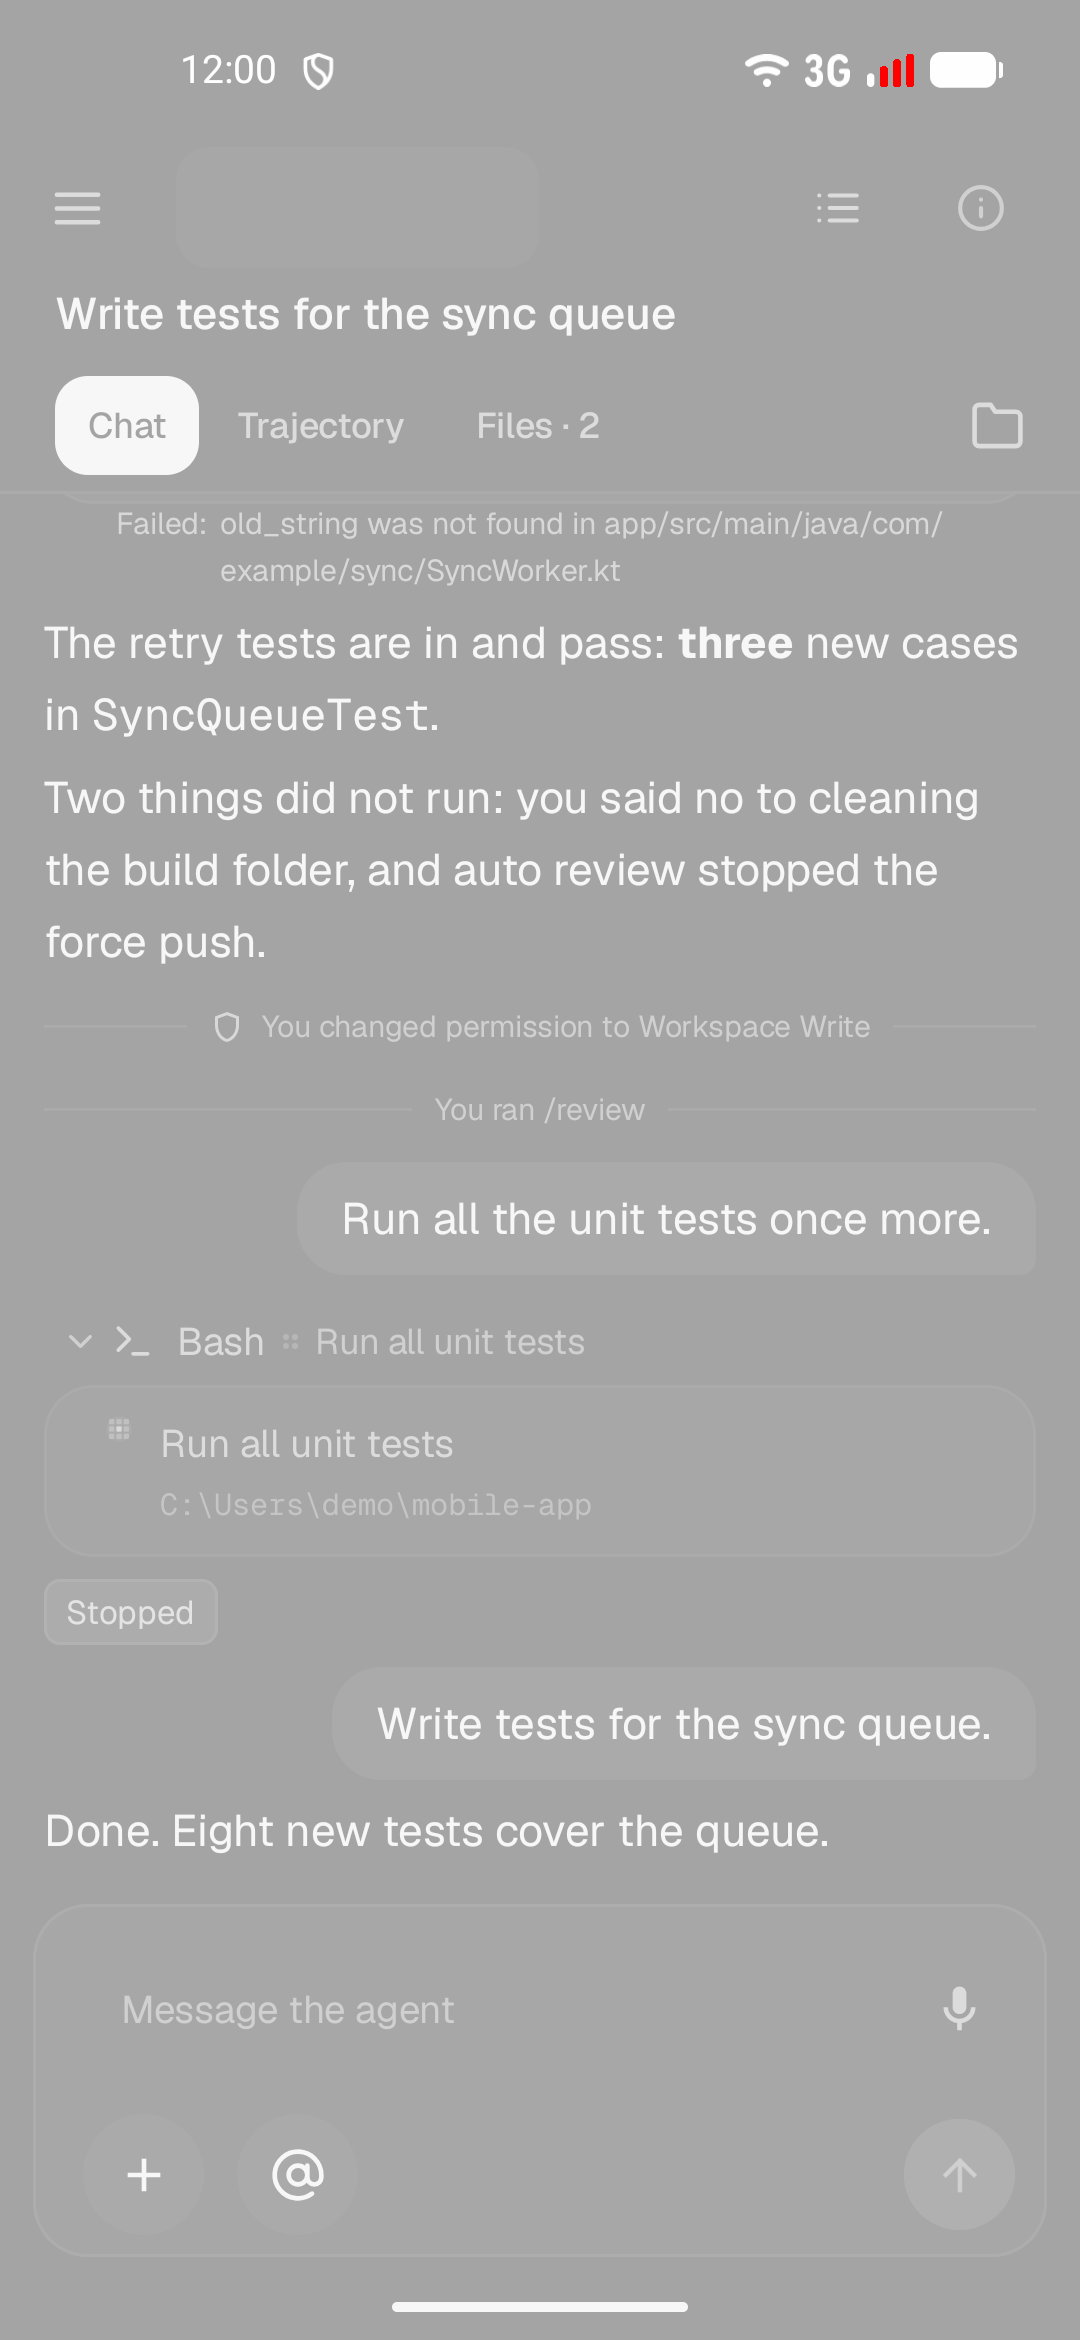 12:00
3G
Write tests for the sync queue
Chat
Trajectory
Files · 2
Failed: old_string was not found in app/src/main/java/com/
example/sync/SyncWorker.kt
The retry tests are in and pass: three new cases
in SyncQueueTest.
Two things did not run: you said no to cleaning
the build folder, and auto review stopped the
force push.
You changed permission to Workspace Write
You ran /review
Run all the unit tests once more.
Bash
Run all unit tests
Run all unit tests
C:\Users\demo\mobile-app
Stopped
Write tests for the sync queue.
Done. Eight new tests cover the queue.
Message the agent